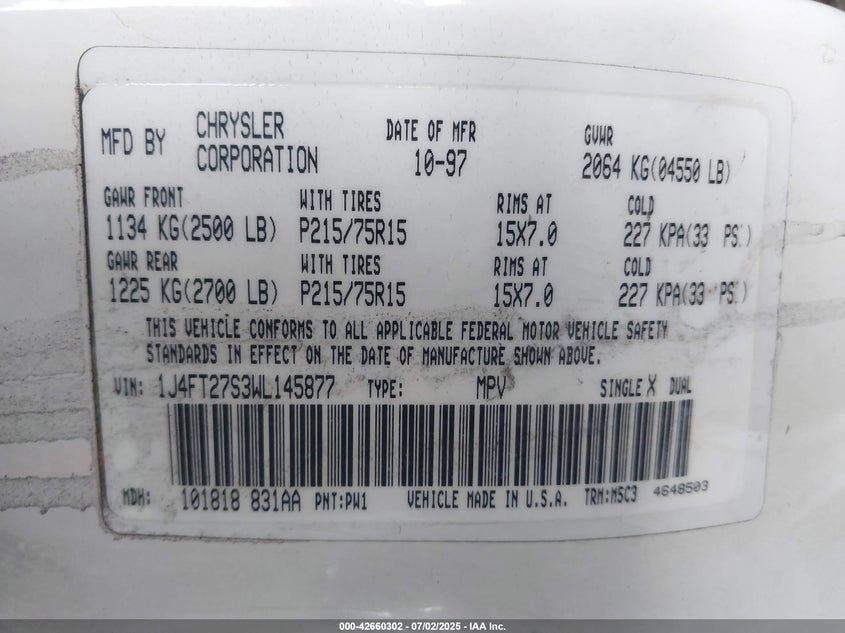 MFD BY CHRYSLER CORPORATION DATE OF MFR 10-97 GVWR 2064 KG(04550 LB)
GAWR FRONT WITH TIRES RIMS AT COLD
1134 KG(2500 LB) P215/75R15 15X7.0 227 KPA(33 PSI)
GAWR REAR WITH TIRES RIMS AT COLD
1225 KG(2700 LB) P215/75R15 15X7.0 227 KPA(33 PSI)
THIS VEHICLE CONFORMS TO ALL APPLICABLE FEDERAL MOTOR VEHICLE SAFETY
STANDARDS IN EFFECT ON THE DATE OF MANUFACTURE SHOWN ABOVE.
VIN: 1J4FT27S3WL145877 TYPE: MPV SINGLE X DUAL
MDH: 101818 831AA PNT:PW1 VEHICLE MADE IN U.S.A. TRM:M5C3 4648503
000-42660302 - 07/02/2025 - IAA Inc.